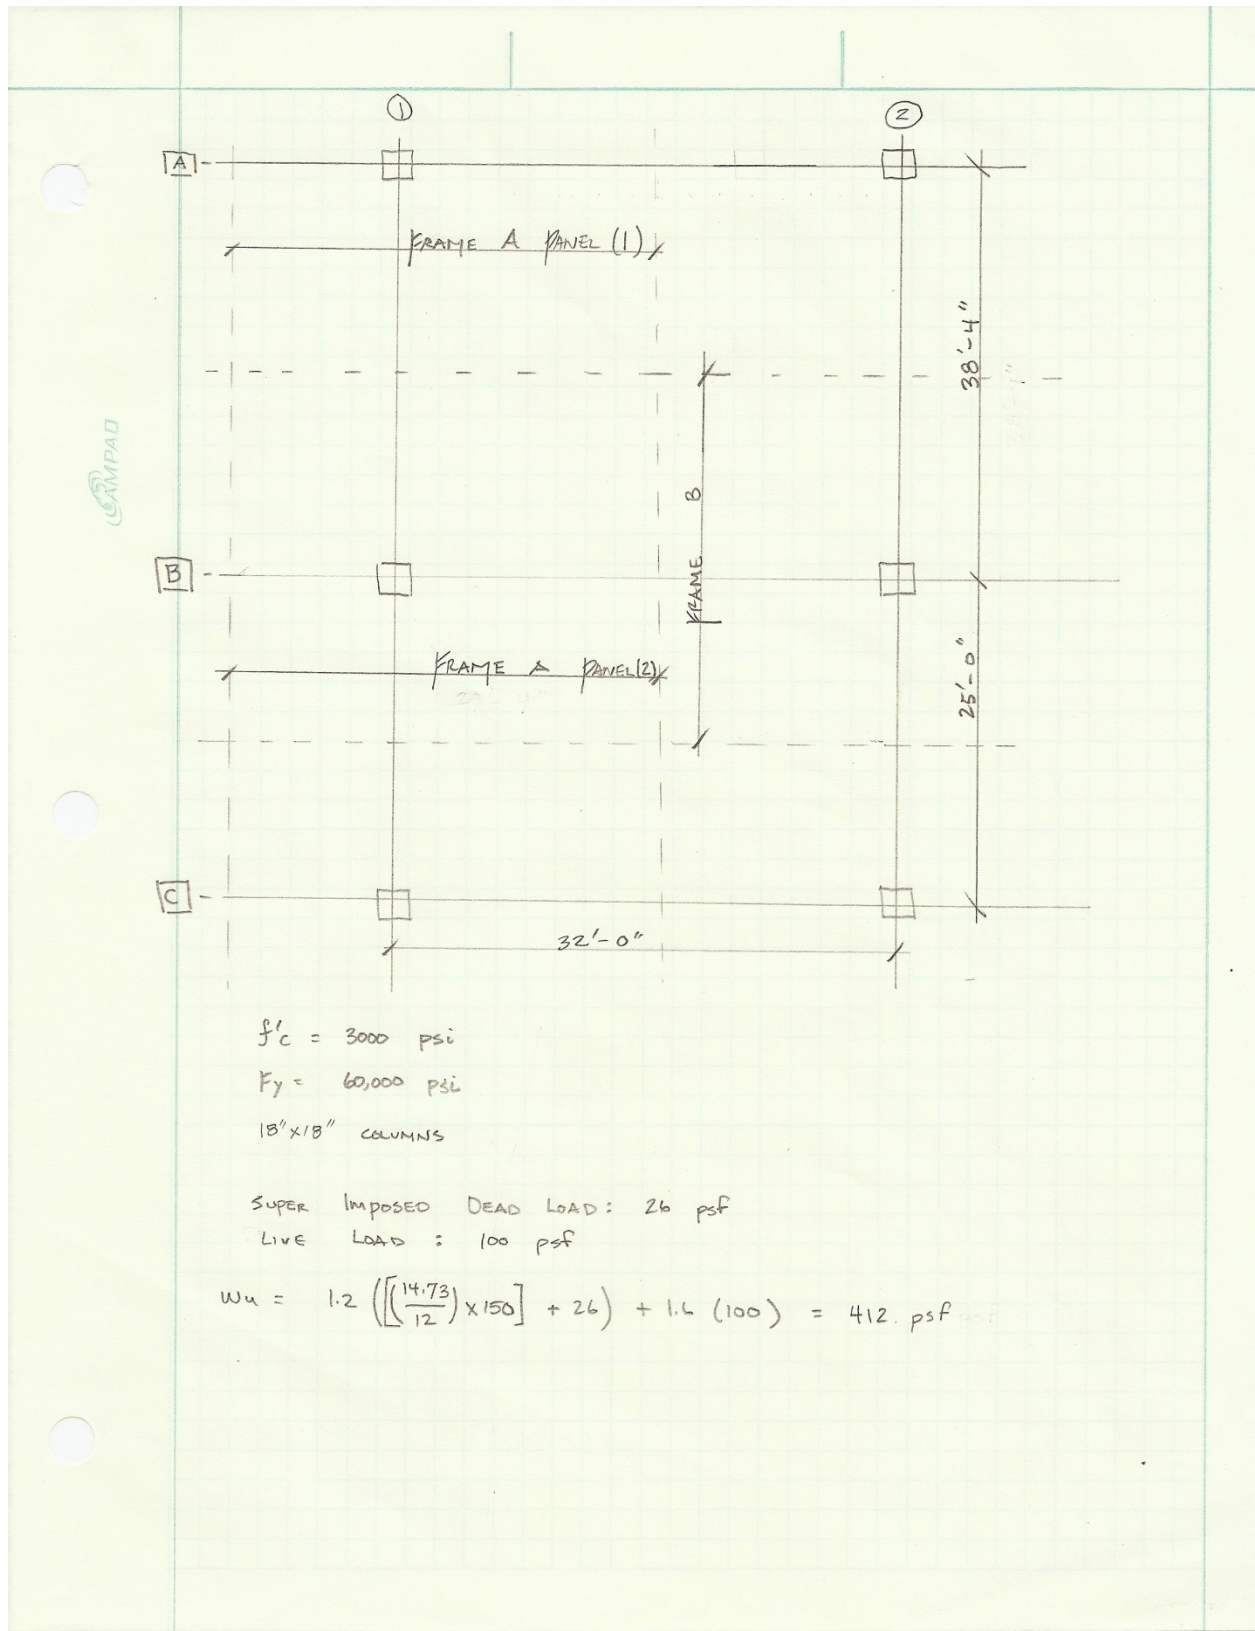 1 2
A
FRAME A PANEL (1)
38'-4"
FRAME B
CAMPAD
B
FRAME A PANEL(2)
25'-0"
C
32'-0"
f'c = 3000 psi
Fy = 60,000 psi
18"x18" COLUMNS
SUPER IMPOSED DEAD LOAD: 26 psf
LIVE LOAD : 100 psf
Wu = 1.2 ([(14.73/12) x 150] + 26) + 1.6 (100) = 412. psf